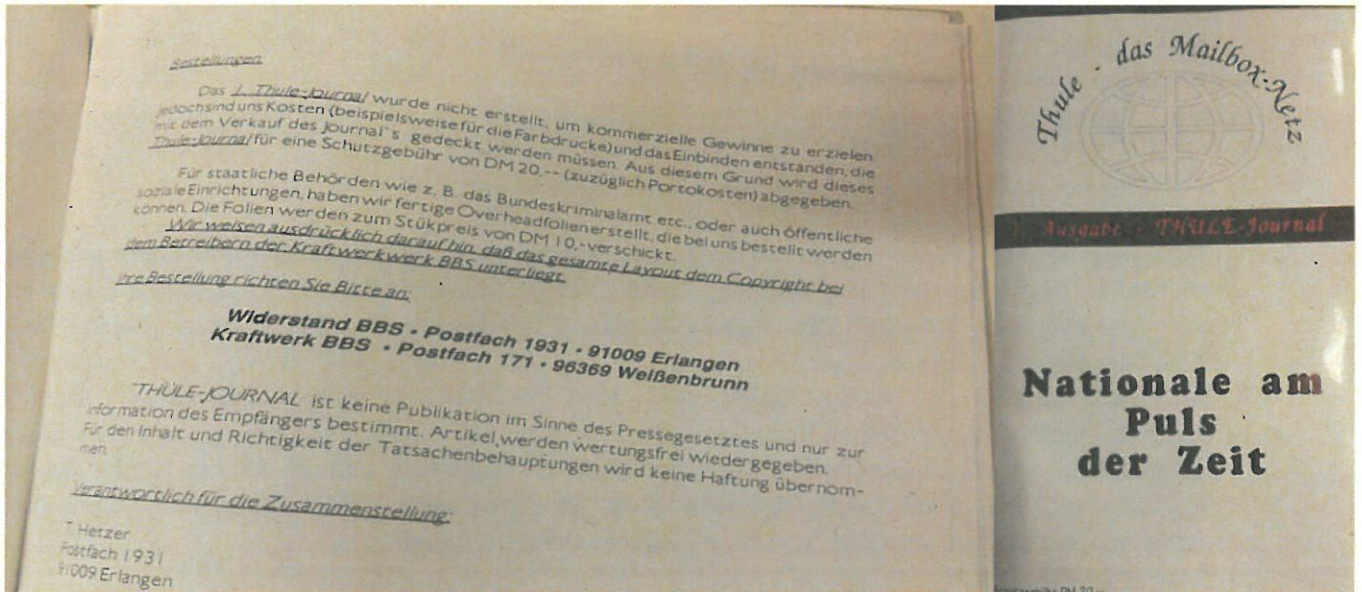 Bestellungen
Das 1. Thule-Journal wurde nicht erstellt, um kommerzielle Gewinne zu erzielen
jedoch sind uns Kosten (beispielsweise für die Farbdrucke) und das Einbinden entstanden, die
mit dem Verkauf des Journal`s gedeckt werden müssen. Aus diesem Grund wird dieses
Thule-Journal für eine Schutzgebühr von DM 20,-- (zuzüglich Portokosten) abgegeben.
Für staatliche Behörden wie z. B. das Bundeskriminalamt etc., oder auch öffentliche
soziale Einrichtungen, haben wir fertige Overheadfolien erstellt, die bei uns bestellt werden
können. Die Folien werden zum Stükpreis von DM 10,- verschickt.
Wir weisen ausdrücklich darauf hin, daß das gesamte Layout dem Copyright bei
dem Betreibern der Kraftwerkwerk BBS unterliegt.
Ihre Bestellung richten Sie Bitte an:
Widerstand BBS • Postfach 1931 • 91009 Erlangen
Kraftwerk BBS • Postfach 171 • 96369 Weißenbrunn
"THULE-JOURNAL" ist keine Publikation im Sinne des Pressegesetztes und nur zur
Information des Empfängers bestimmt. Artikel werden wertungsfrei wiedergegeben.
Für den Inhalt und Richtigkeit der Tatsachenbehauptungen wird keine Haftung übernom-
men.
Verantwortlich für die Zusammenstellung:
T. Hetzer
Postfach 1931
91009 Erlangen
Thule - das Mailbox-Netz
1. Ausgabe - THULE-Journal
Nationale am
Puls
der Zeit